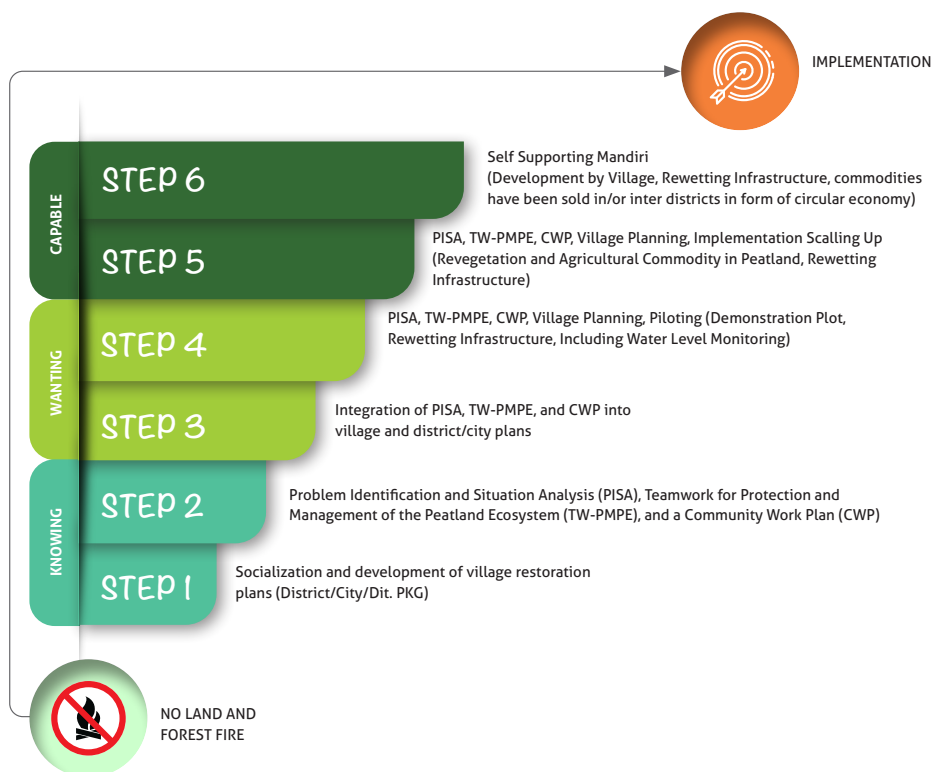 IMPLEMENTATION
CAPABLE
STEP 6
Self Supporting Mandiri
(Development by Village, Rewetting Infrastructure, commodities
have been sold in/or inter districts in form of circular economy)
STEP 5
PISA, TW-PMPE, CWP, Village Planning, Implementation Scalling Up
(Revegetation and Agricultural Commodity in Peatland, Rewetting
Infrastructure)
WANTING
STEP 4
PISA, TW-PMPE, CWP, Village Planning, Piloting (Demonstration Plot,
Rewetting Infrastructure, Including Water Level Monitoring)
STEP 3
Integration of PISA, TW-PMPE, and CWP into
village and district/city plans
KNOWING
STEP 2
Problem Identification and Situation Analysis (PISA), Teamwork for Protection and
Management of the Peatland Ecosystem (TW-PMPE), and a Community Work Plan (CWP)
STEP 1
Socialization and development of village restoration
plans (District/City/Dit. PKG)
NO LAND AND
FOREST FIRE